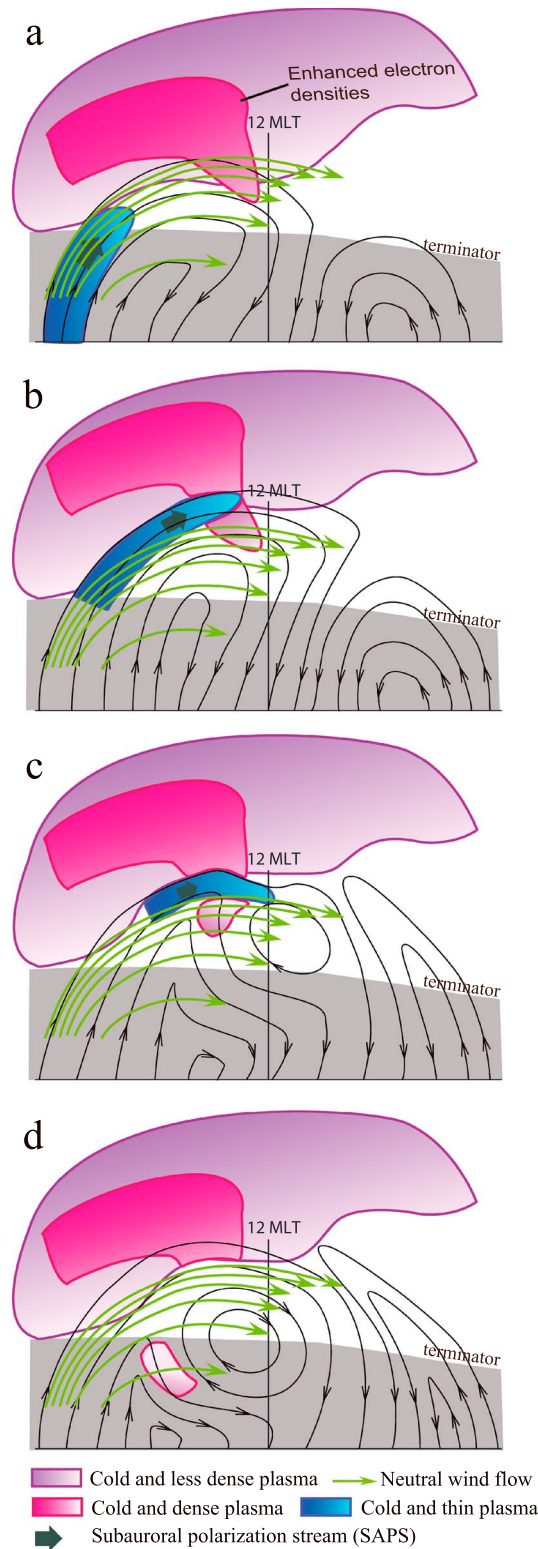 a
Enhanced electron
densities
12 MLT
terminator
b
12 MLT
terminator
c
12 MLT
terminator
d
12 MLT
terminator
Cold and less dense plasma
Neutral wind flow
Cold and dense plasma
Cold and thin plasma
Subauroral polarization stream (SAPS)